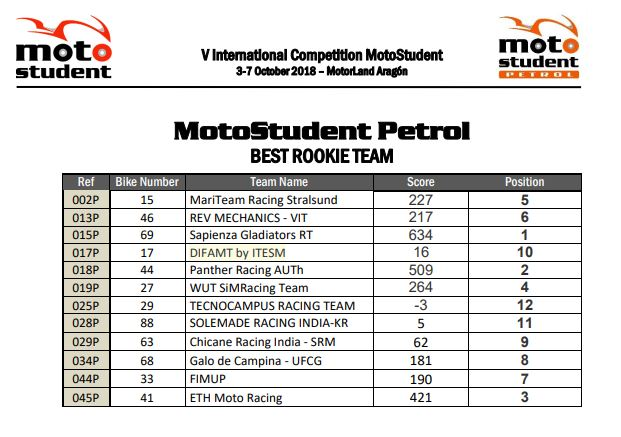 moto
student
V International Competition MotoStudent
3-7 October 2018 – MotorLand Aragón
moto
student
PETROL
MotoStudent Petrol
BEST ROOKIE TEAM
Ref Bike Number Team Name Score Position
002P 15 MariTeam Racing Stralsund 227 5
013P 46 REV MECHANICS - VIT 217 6
015P 69 Sapienza Gladiators RT 634 1
017P 17 DIFAMT by ITESM 16 10
018P 44 Panther Racing AUTh 509 2
019P 27 WUT SiMRacing Team 264 4
025P 29 TECNOCAMPUS RACING TEAM -3 12
028P 88 SOLEMADE RACING INDIA-KR 5 11
029P 63 Chicane Racing India - SRM 62 9
034P 68 Galo de Campina - UFCG 181 8
044P 33 FIMUP 190 7
045P 41 ETH Moto Racing 421 3